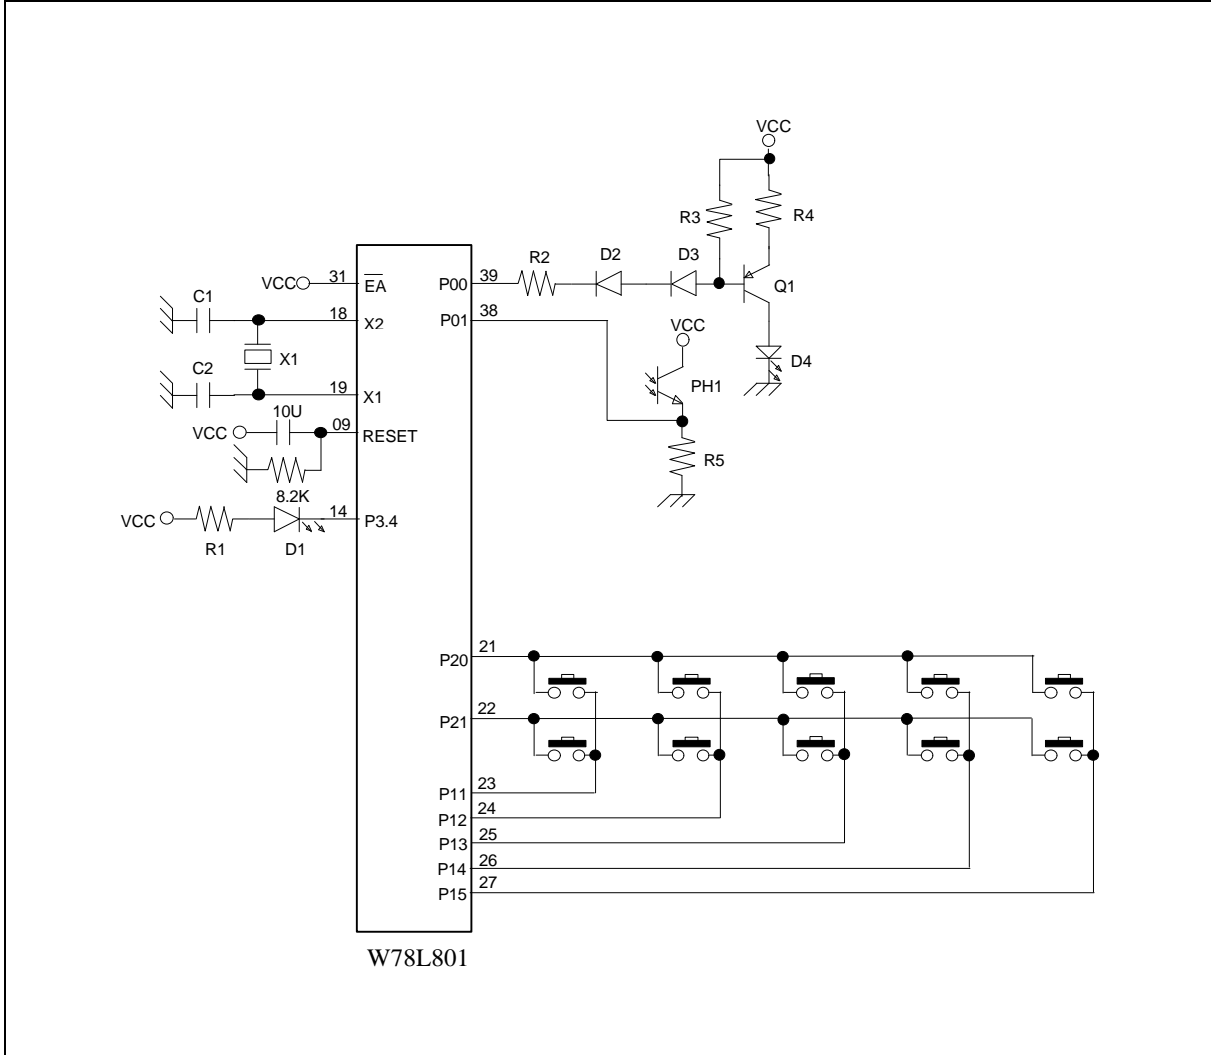 VCC
R3
R4
R2
D2
D3
Q1
VCC
31
EA
P00
39
C1
18
X2
P01
38
VCC
X1
D4
C2
PH1
19
X1
10U
VCC
09
RESET
R5
8.2K
VCC
14
P3.4
R1
D1
P20
21
P21
22
P11
23
P12
24
P13
25
P14
26
P15
27
W78L801